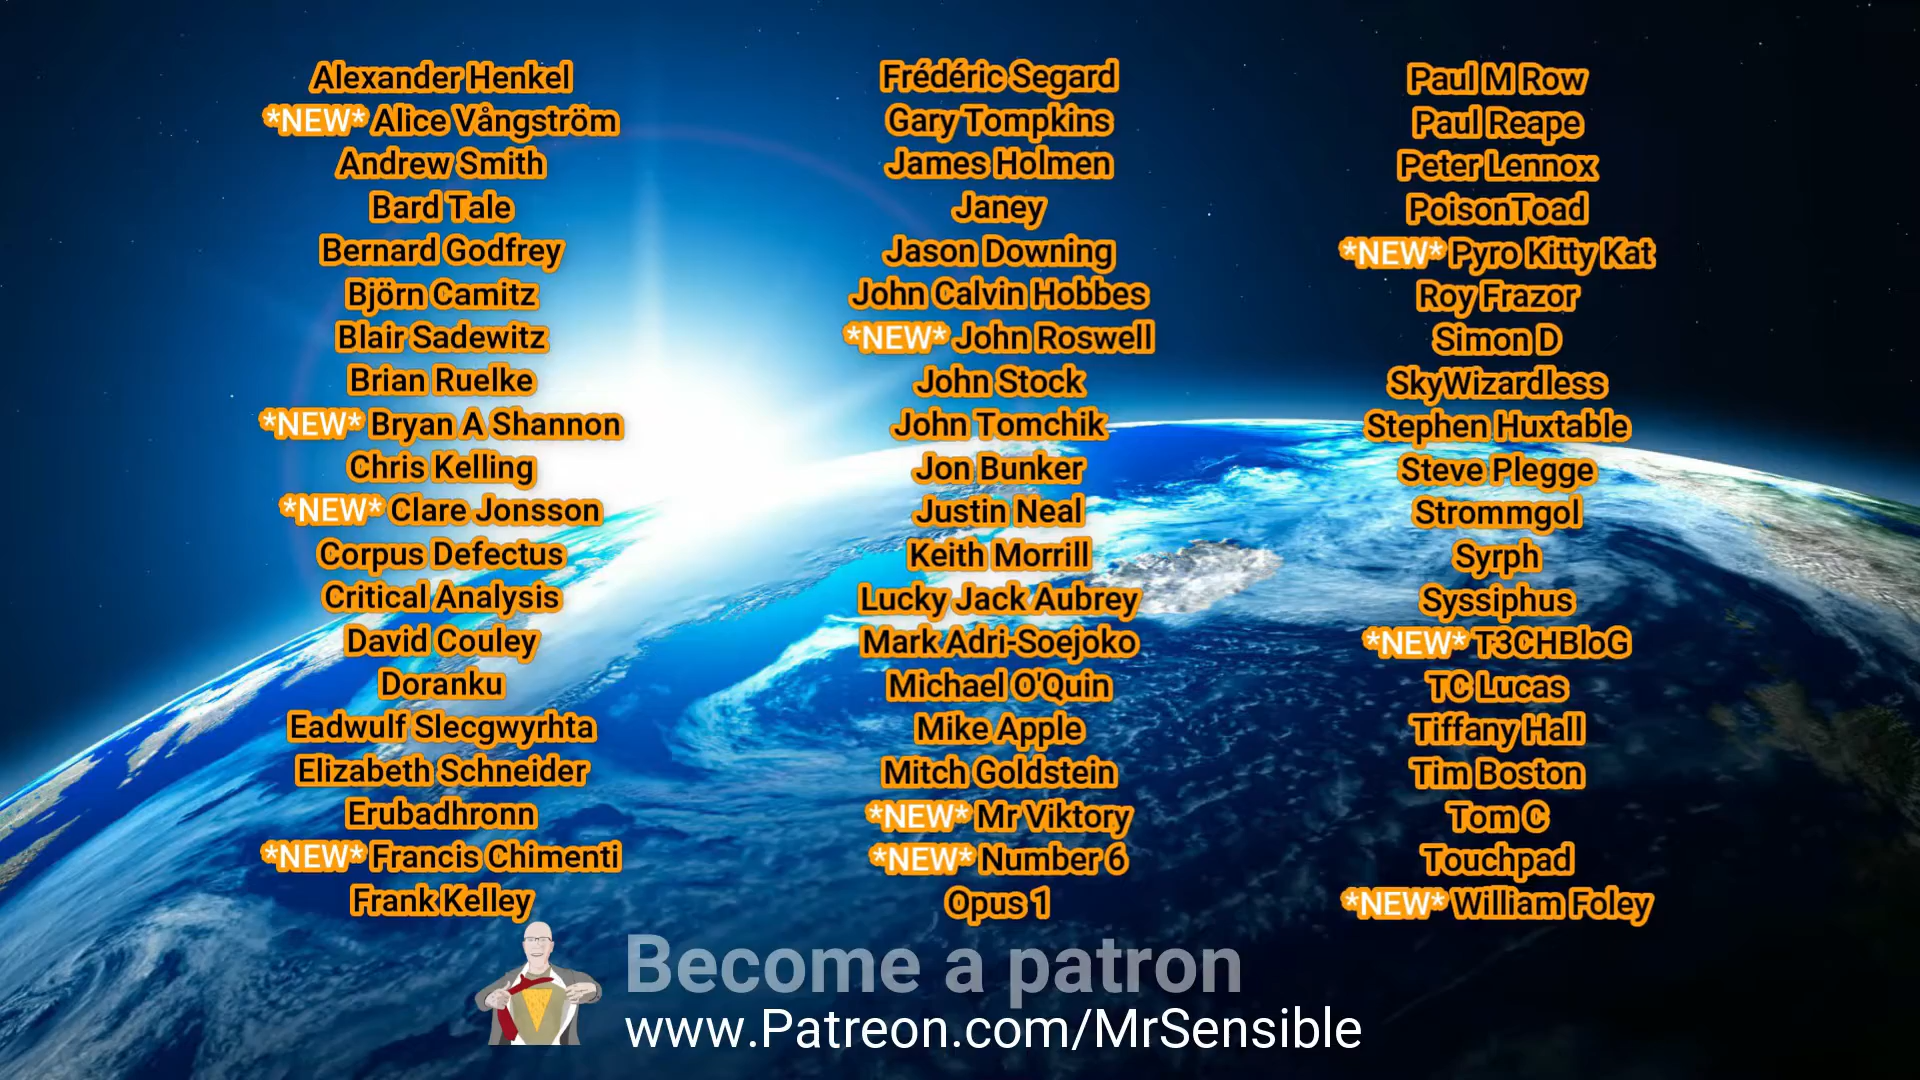 Alexander Henkel
*NEW* Alice Vångström
Andrew Smith
Bard Tale
Bernard Godfrey
Björn Camitz
Blair Sadewitz
Brian Ruelke
*NEW* Bryan A Shannon
Chris Kelling
*NEW* Clare Jonsson
Corpus Defectus
Critical Analysis
David Couley
Doranku
Eadwulf Slecgwyrhta
Elizabeth Schneider
Erubadhronn
*NEW* Francis Chimenti
Frank Kelley
Frédéric Segard
Gary Tompkins
James Holmen
Janey
Jason Downing
John Calvin Hobbes
*NEW* John Roswell
John Stock
John Tomchik
Jon Bunker
Justin Neal
Keith Morrill
Lucky Jack Aubrey
Mark Adri-Soejoko
Michael O'Quin
Mike Apple
Mitch Goldstein
*NEW* Mr Viktory
*NEW* Number 6
Opus 1
Paul M Row
Paul Reape
Peter Lennox
PoisonToad
*NEW* Pyro Kitty Kat
Roy Frazor
Simon D
SkyWizardless
Stephen Huxtable
Steve Plegge
Strommgol
Syrph
Syssiphus
*NEW* T3CHBloG
TC Lucas
Tiffany Hall
Tim Boston
Tom C
Touchpad
*NEW* William Foley
Become a patron
www.Patreon.com/MrSensible